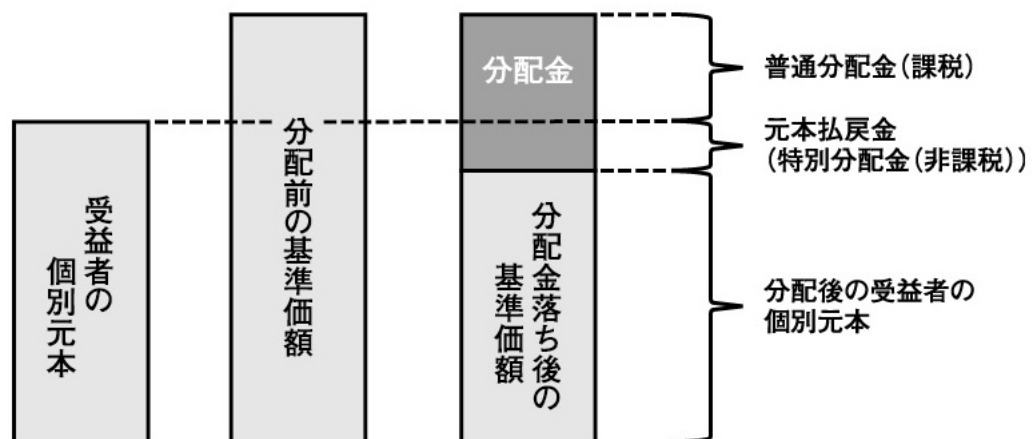 受益者の
個別元本
分配前の基準価額
分配金
分配金落ち後の
基準価額
普通分配金（課税）
元本払戻金
（特別分配金（非課税））
分配後の受益者の
個別元本